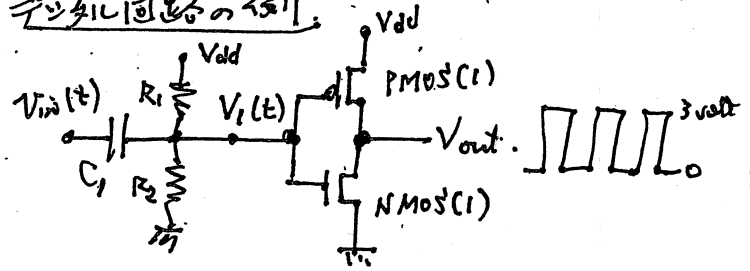 デジタル回路の例.
Vdd
Vdd
PMOS(1)
R1
Vin(t)
V1(t)
Vout.
3 volt
0
C1
R2
NMOS(1)